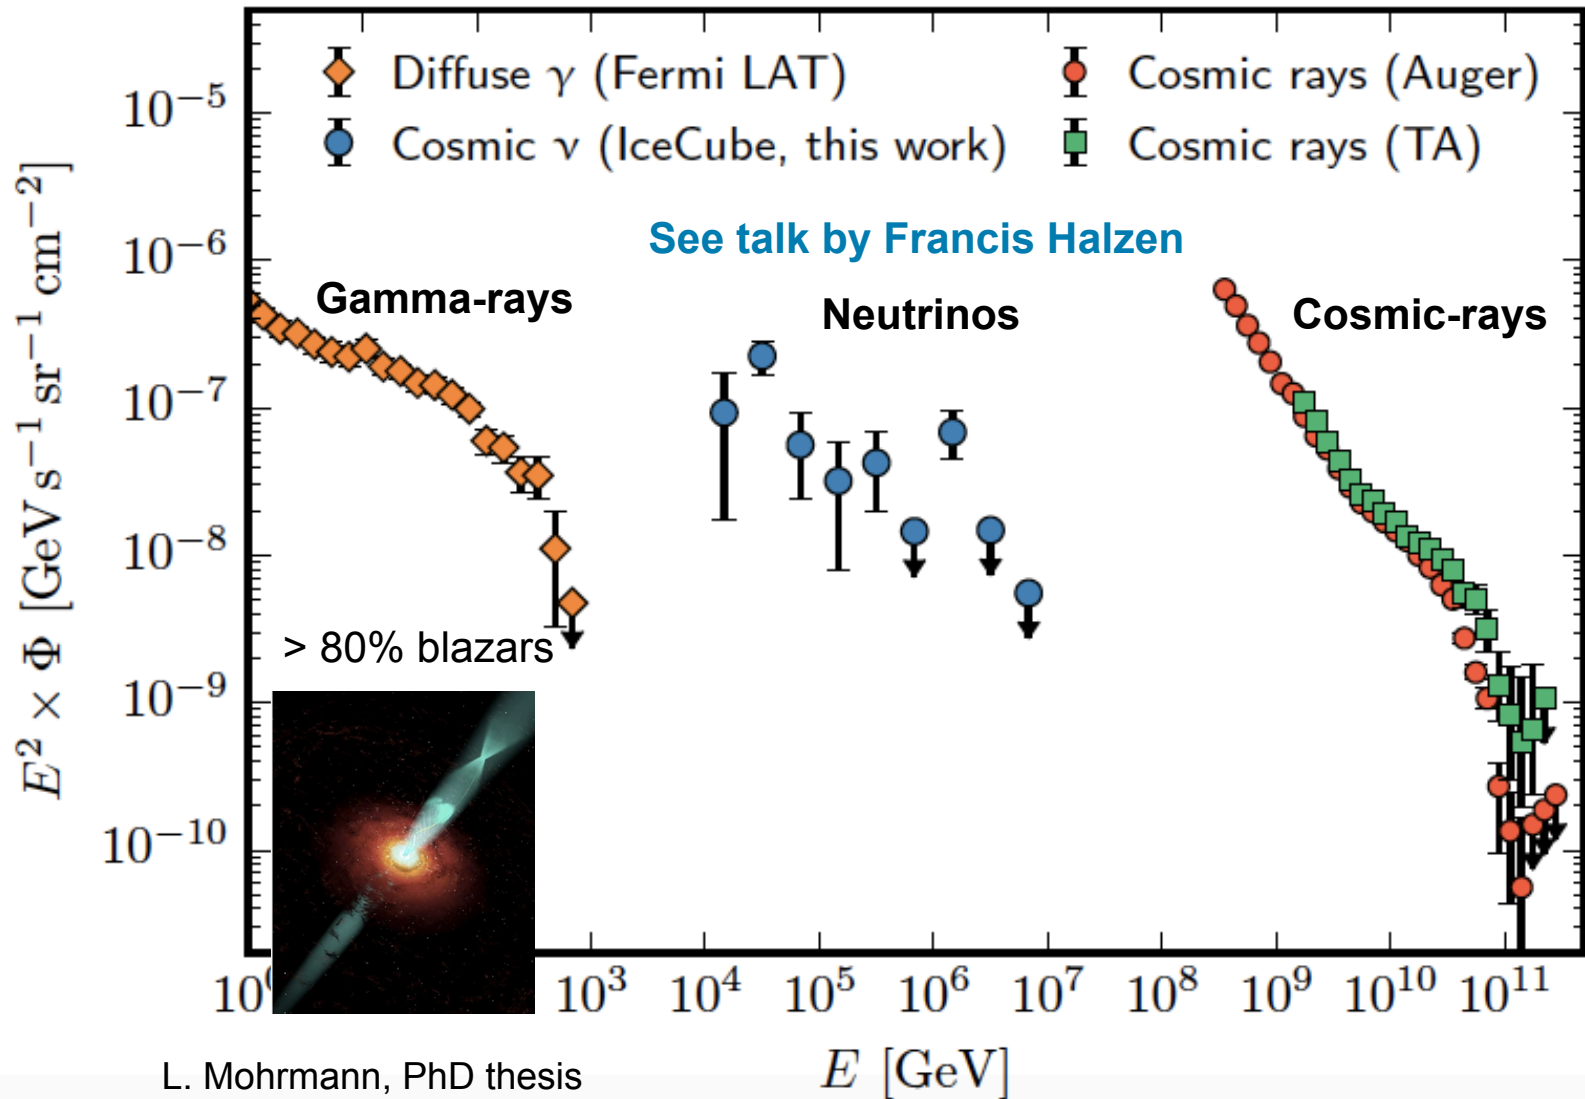 Diffuse γ (Fermi LAT)
Cosmic ν (IceCube, this work)
Cosmic rays (Auger)
Cosmic rays (TA)
See talk by Francis Halzen
Gamma-rays
Neutrinos
Cosmic-rays
> 80% blazars
E² × Φ [GeV s⁻¹ sr⁻¹ cm⁻²]
10⁻⁵
10⁻⁶
10⁻⁷
10⁻⁸
10⁻⁹
10⁻¹⁰
10³ 10⁴ 10⁵ 10⁶ 10⁷ 10⁸ 10⁹ 10¹⁰ 10¹¹
E [GeV]
L. Mohrmann, PhD thesis